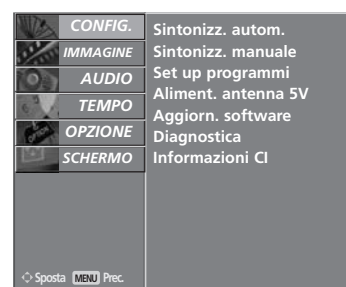 CONFIG.
IMMAGINE
AUDIO
TEMPO
OPZIONE
SCHERMO
Sposta MENU Prec.
Sintonizz. autom.
Sintonizz. manuale
Set up programmi
Aliment. antenna 5V
Aggiorn. software
Diagnostica
Informazioni CI